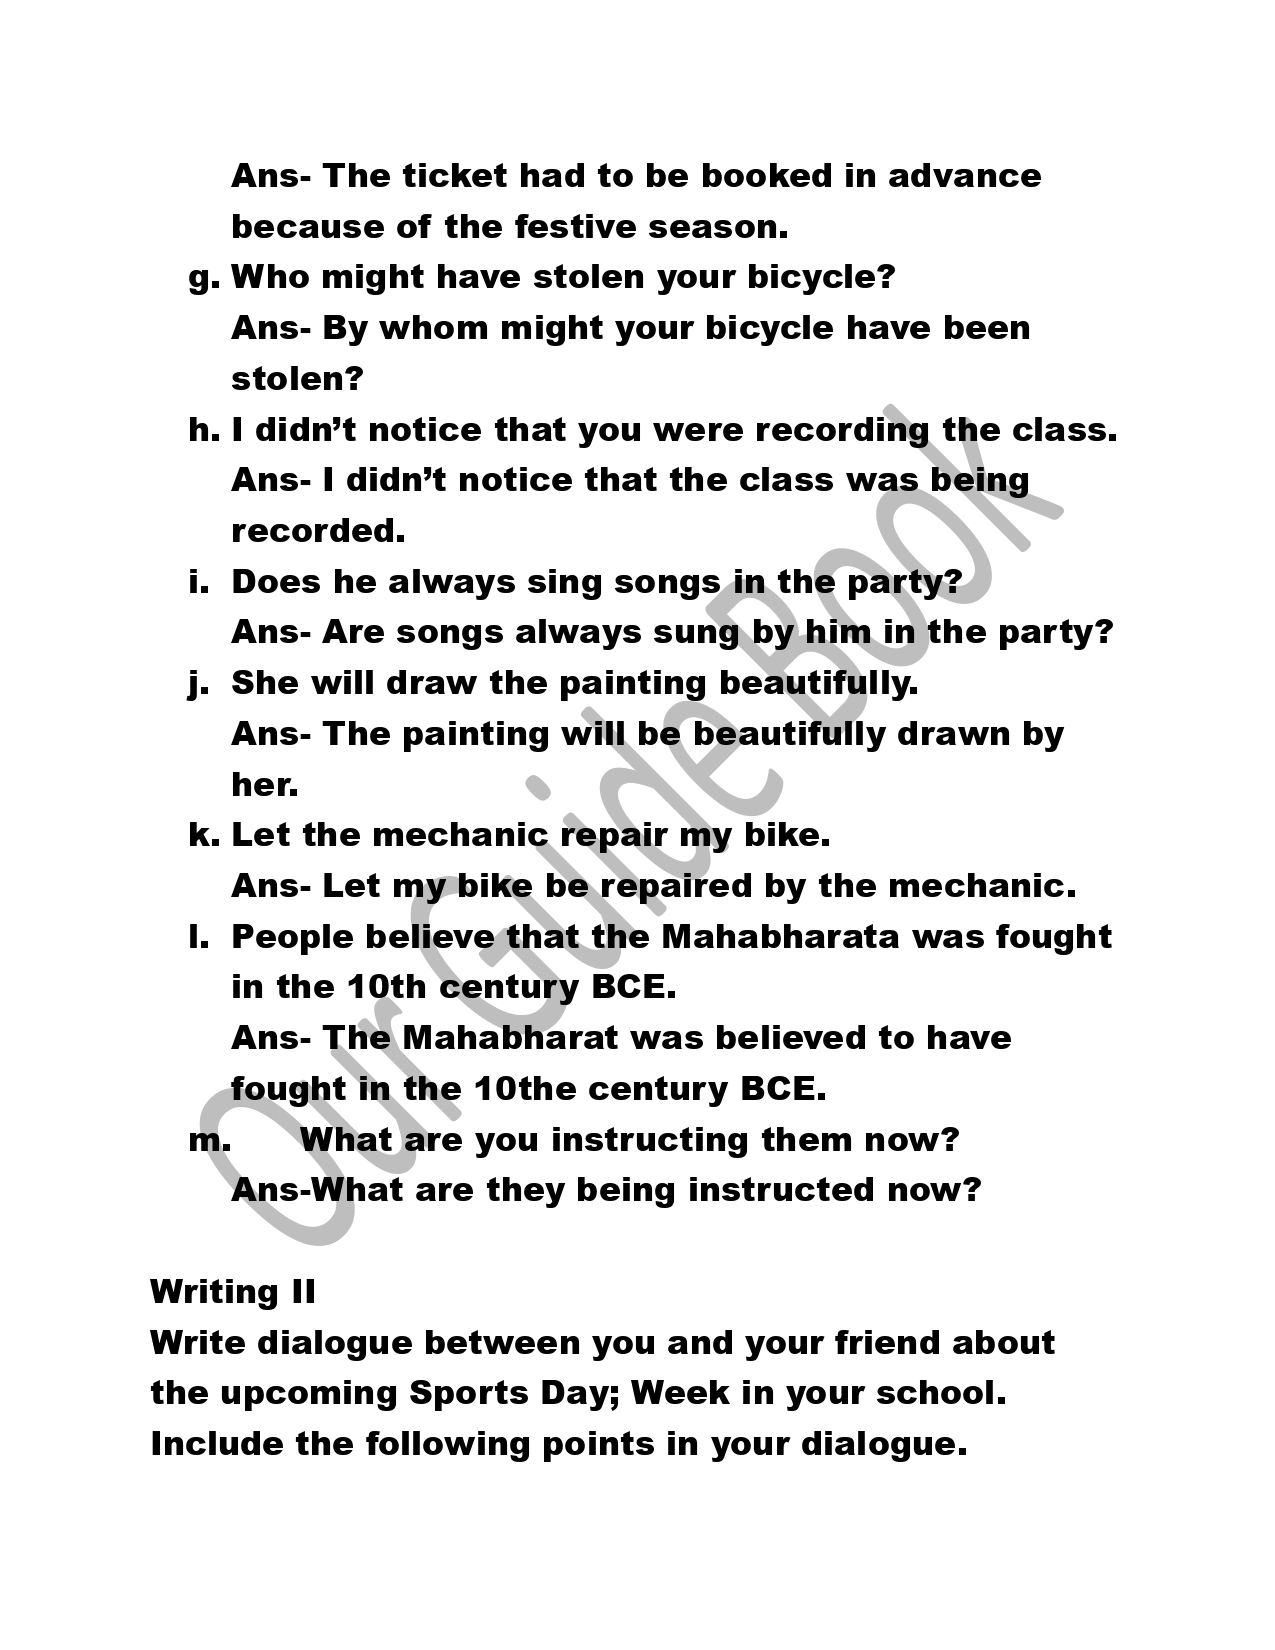 Ans- The ticket had to be booked in advance
because of the festive season.
g. Who might have stolen your bicycle?
Ans- By whom might your bicycle have been
stolen?
h. I didn’t notice that you were recording the class.
Ans- I didn’t notice that the class was being
recorded.
i. Does he always sing songs in the party?
Ans- Are songs always sung by him in the party?
j. She will draw the painting beautifully.
Ans- The painting will be beautifully drawn by
her.
k. Let the mechanic repair my bike.
Ans- Let my bike be repaired by the mechanic.
l. People believe that the Mahabharata was fought
in the 10th century BCE.
Ans- The Mahabharat was believed to have
fought in the 10the century BCE.
m. What are you instructing them now?
Ans-What are they being instructed now?
Writing II
Write dialogue between you and your friend about
the upcoming Sports Day; Week in your school.
Include the following points in your dialogue.
Our Guide Book